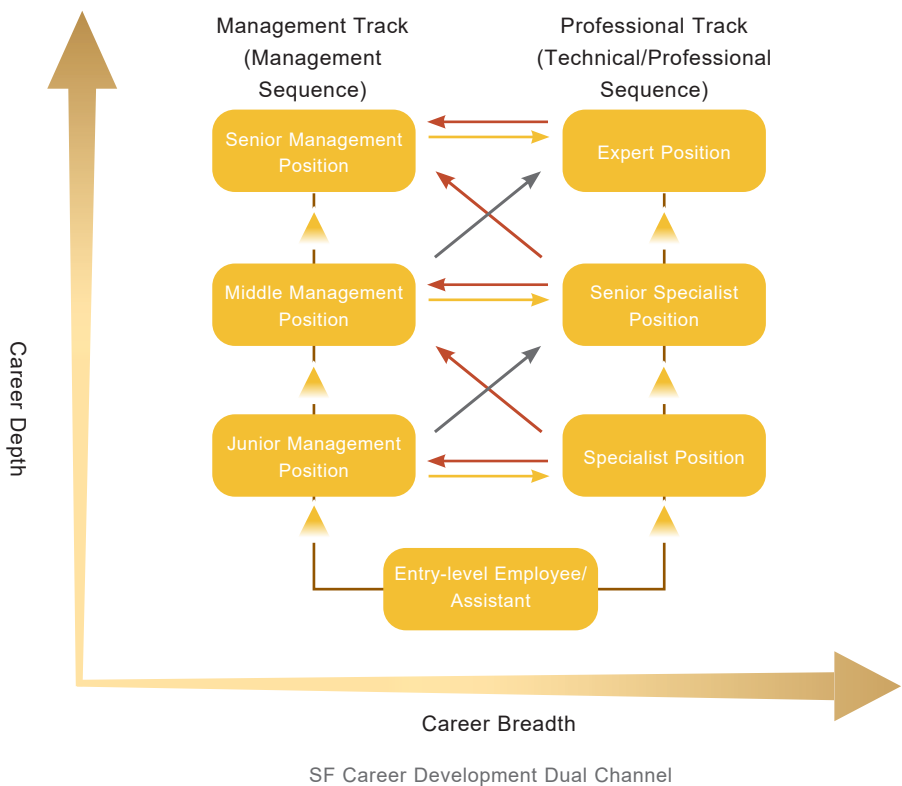 Management Track
(Management
Sequence)
Professional Track
(Technical/Professional
Sequence)
Senior Management
Position
Expert Position
Middle Management
Position
Senior Specialist
Position
Junior Management
Position
Specialist Position
Entry-level Employee/
Assistant
Career Depth
Career Breadth
SF Career Development Dual Channel